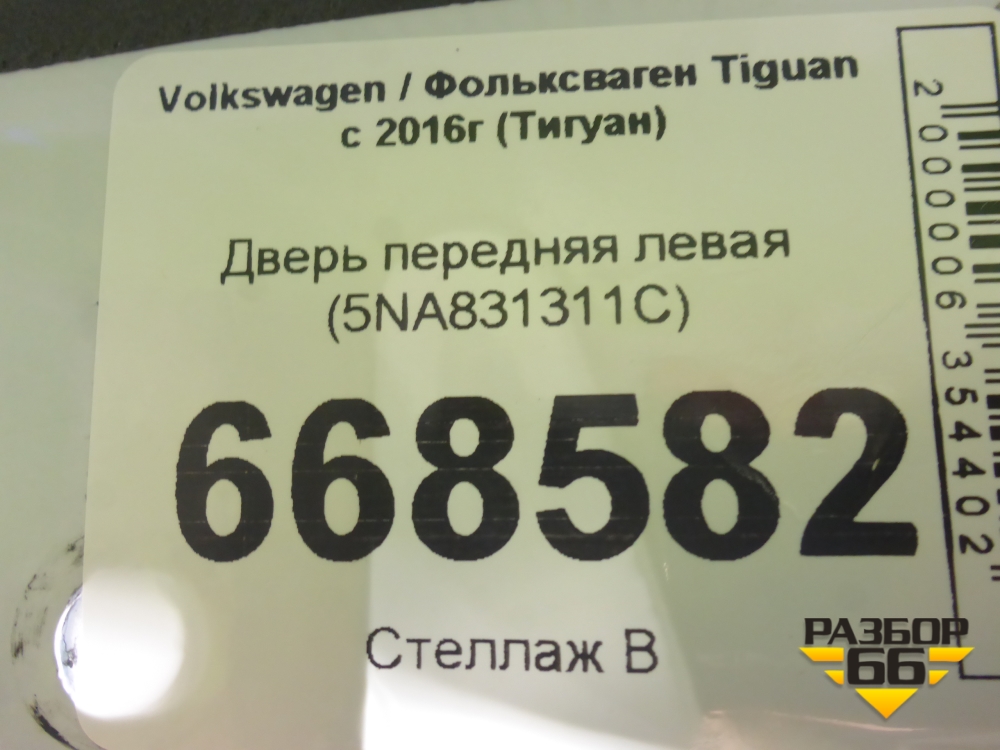 Volkswagen / Фольксваген Tiguan
с 2016г (Тигуан)
Дверь передняя левая
(5NA831311C)
668582
Стеллаж В
2000006354402
РАЗБОР
66